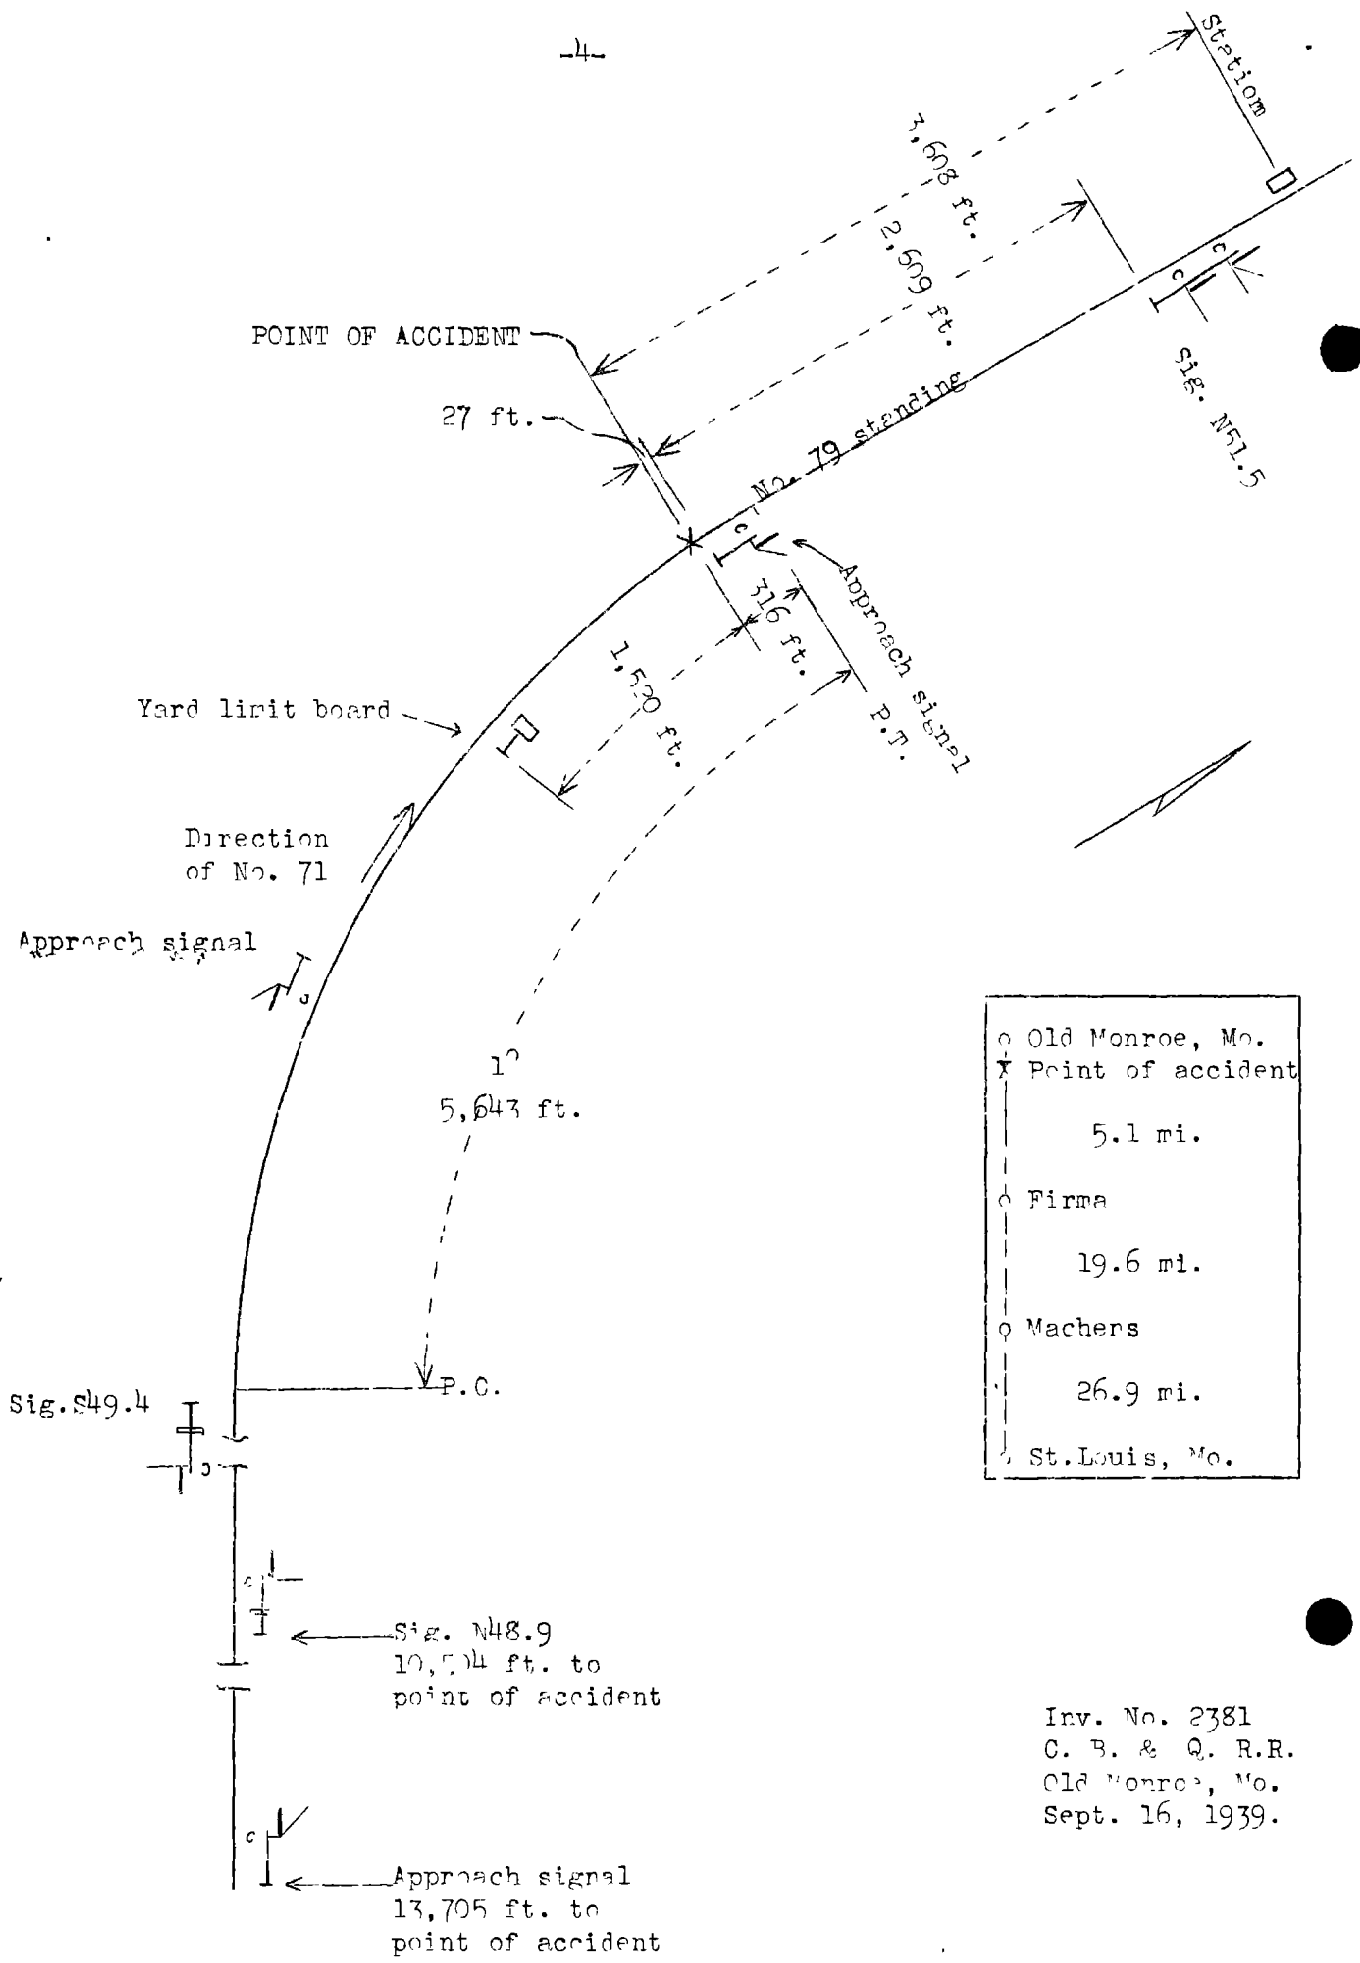 -4-
Station
3,608 ft.
2,609 ft.
POINT OF ACCIDENT
27 ft.
Sig. N51.5
No. 79 standing
Approach signal
316 ft.
P.T.
1,520 ft.
Yard limit board
Direction
of No. 71
Approach signal
1°
5,643 ft.
P.C.
Sig.S49.4
Old Monroe, Mo.
Point of accident
5.1 mi.
Firma
19.6 mi.
Machens
26.9 mi.
St.Louis, Mo.
Sig. N48.9
ft. to
point of accident
Approach signal
13,705 ft. to
point of accident
Inv. No. 2381
C. B. & Q. R.R.
Old Monroe, Mo.
Sept. 16, 1939.